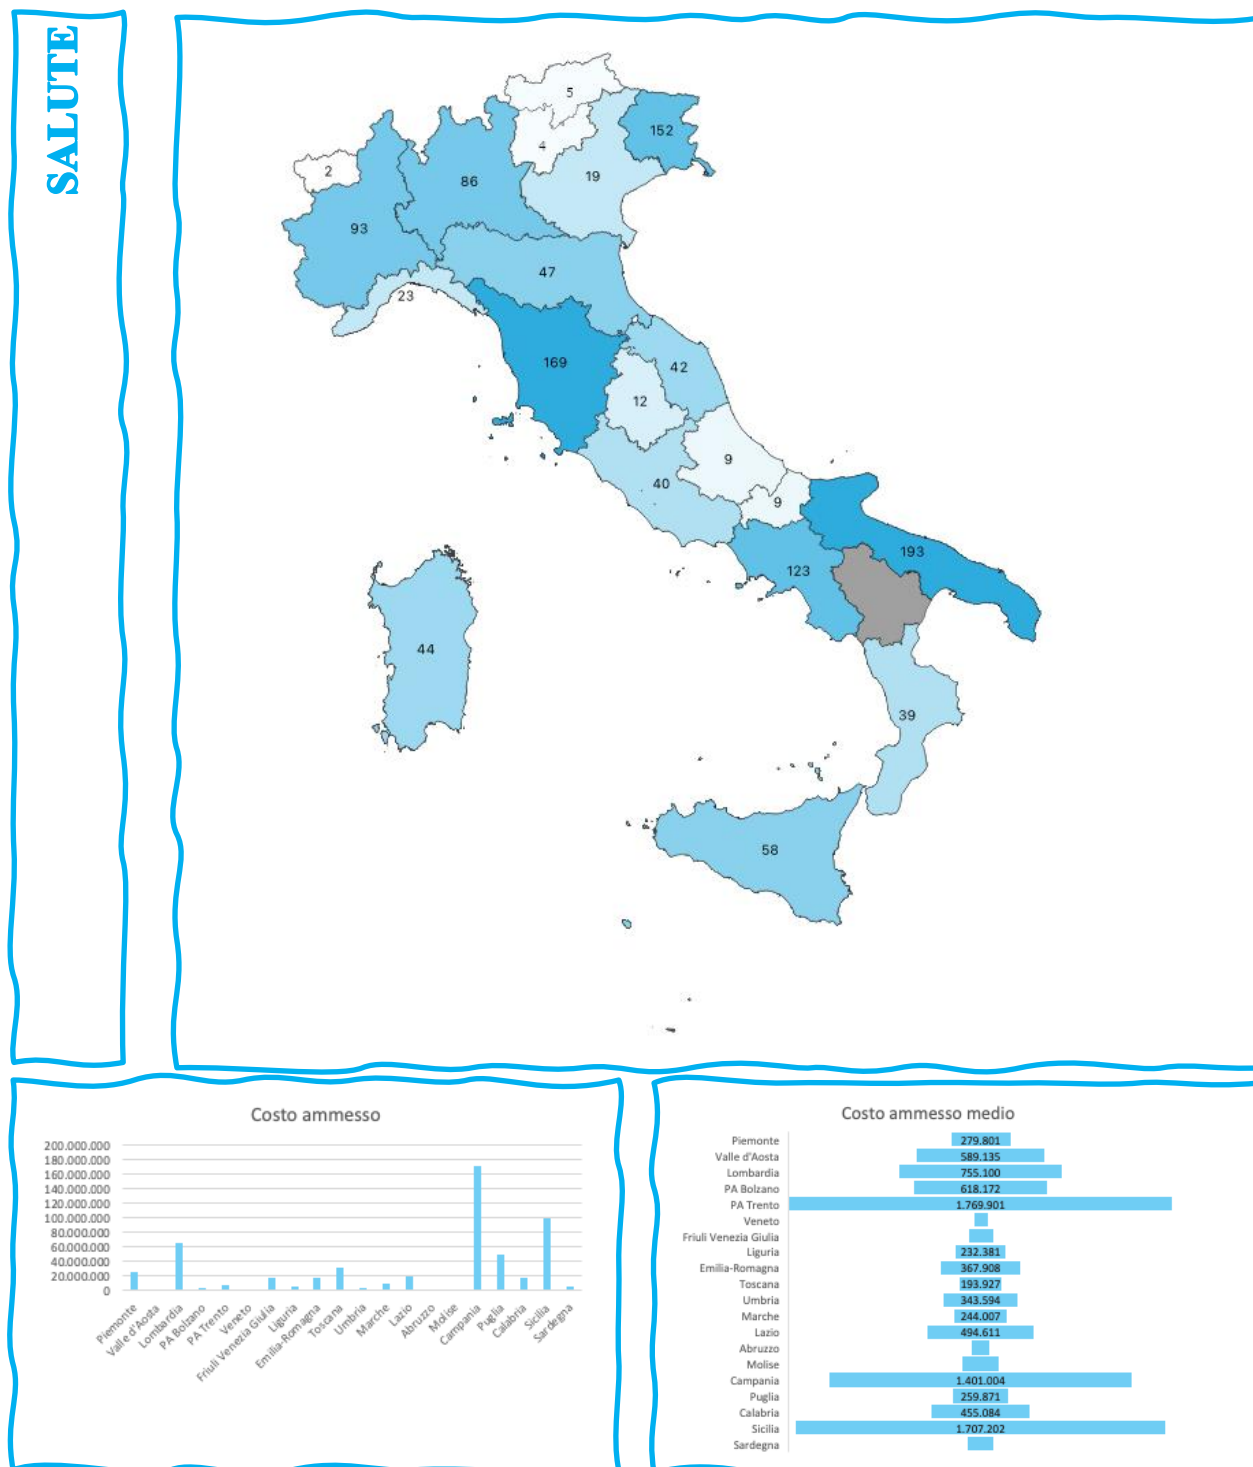 SALUTE
5
152
4
2
19
86
93
47
23
169
42
12
9
40
9
193
123
44
39
58
Costo ammesso
200.000.000
180.000.000
160.000.000
140.000.000
120.000.000
100.000.000
80.000.000
60.000.000
40.000.000
20.000.000
0
Piemonte
Valle d'Aosta
Lombardia
PA Bolzano
PA Trento
Veneto
Friuli Venezia Giulia
Liguria
Emilia-Romagna
Toscana
Umbria
Marche
Lazio
Abruzzo
Molise
Campania
Puglia
Calabria
Sicilia
Sardegna
Costo ammesso medio
Piemonte 279.801
Valle d'Aosta 589.135
Lombardia 755.100
PA Bolzano 618.172
PA Trento 1.769.901
Veneto
Friuli Venezia Giulia
Liguria 232.381
Emilia-Romagna 367.908
Toscana 193.927
Umbria 343.594
Marche 244.007
Lazio 494.611
Abruzzo
Molise
Campania 1.401.004
Puglia 259.871
Calabria 455.084
Sicilia 1.707.202
Sardegna